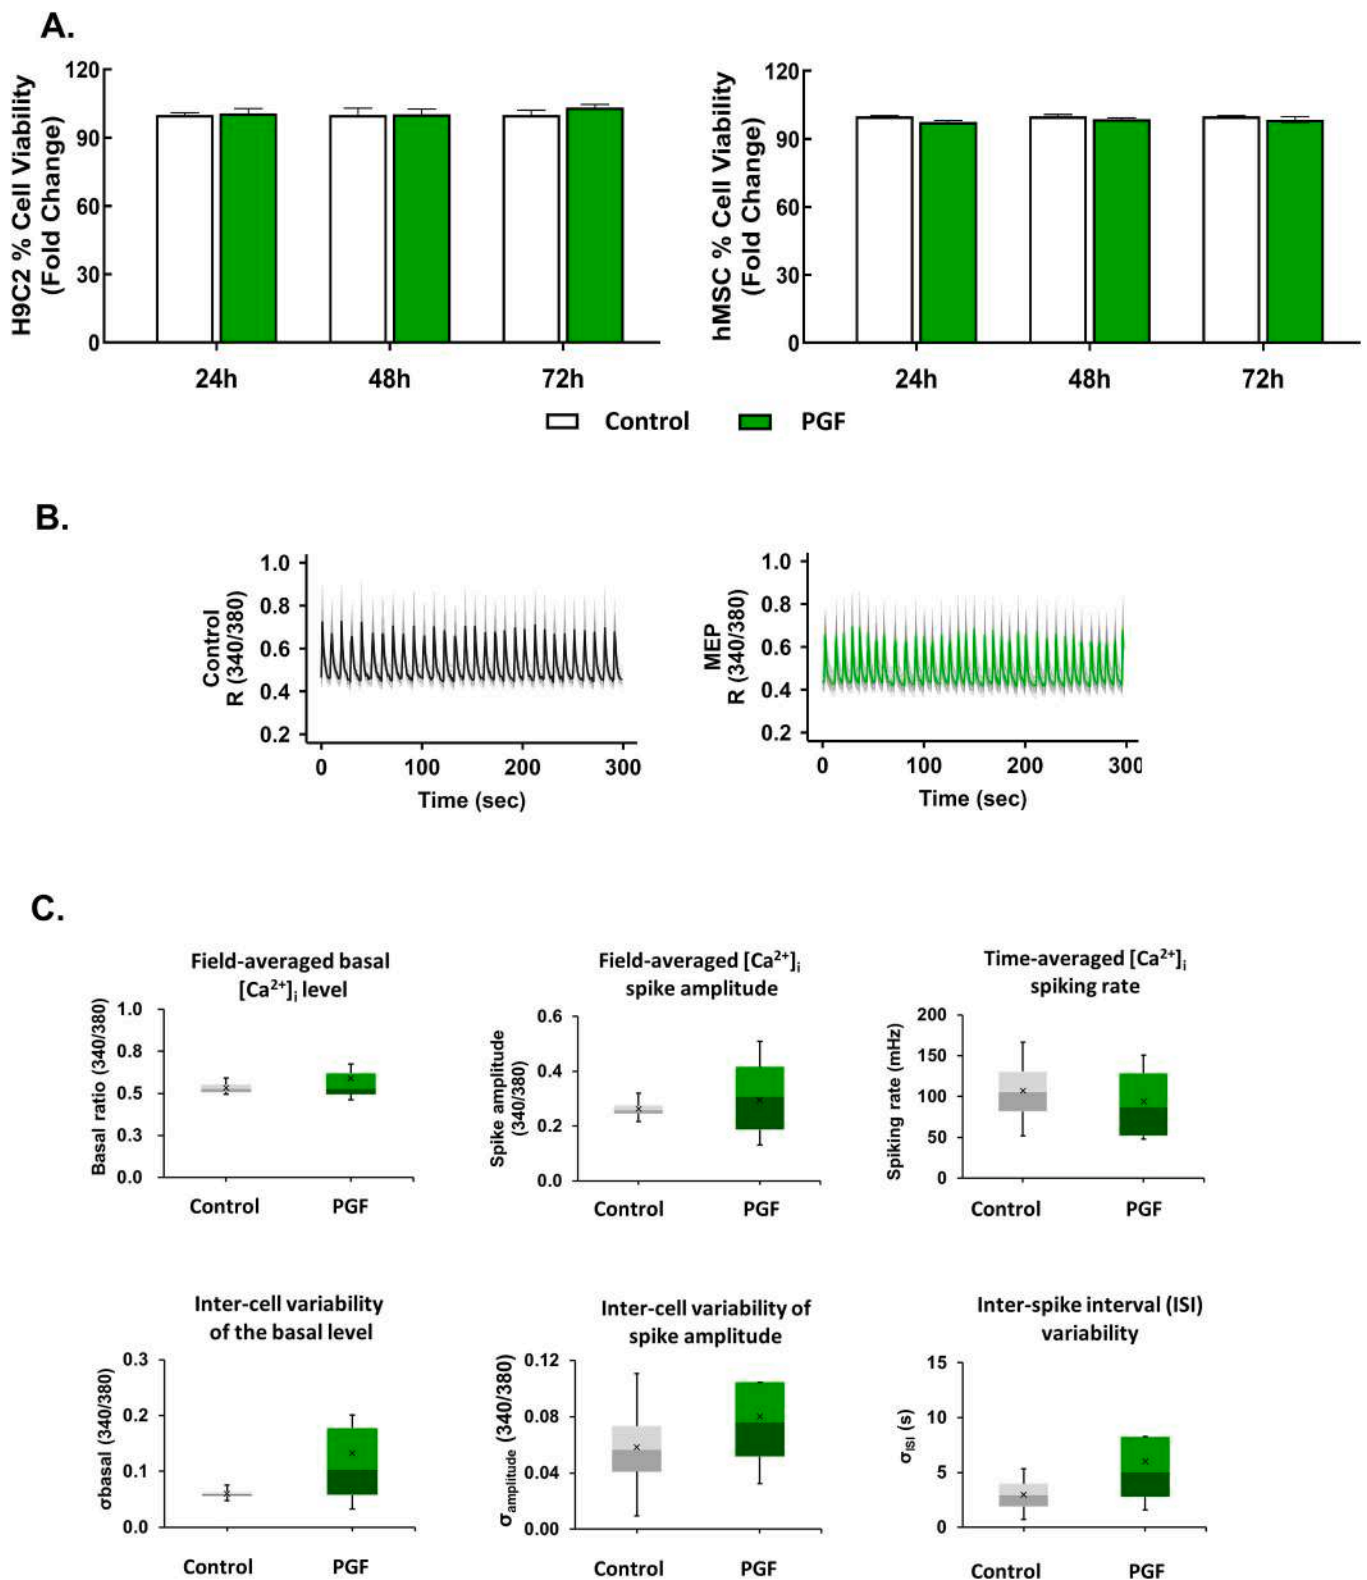 A.
H9C2 % Cell Viability
(Fold Change)
120
90
60
30
0
24h
48h
72h
hMSC % Cell Viability
(Fold Change)
120
90
60
30
0
24h
48h
72h
Control
PGF
B.
Control
R (340/380)
1.0
0.8
0.6
0.4
0.2
0
100
200
300
Time (sec)
MEP
R (340/380)
1.0
0.8
0.6
0.4
0.2
0
100
200
300
Time (sec)
C.
Field-averaged basal
[Ca²⁺]ᵢ level
Basal ratio (340/380)
1.0
0.8
0.5
0.3
0.0
Control
PGF
Field-averaged [Ca²⁺]ᵢ
spike amplitude
Spike amplitude
(340/380)
0.6
0.4
0.2
0.0
Control
PGF
Time-averaged [Ca²⁺]ᵢ
spiking rate
Spiking rate (mHz)
200
150
100
50
0
Control
PGF
Inter-cell variability
of the basal level
σbasal (340/380)
0.3
0.2
0.1
0.0
Control
PGF
Inter-cell variability of
spike amplitude
σamplitude (340/380)
0.12
0.08
0.04
0.00
Control
PGF
Inter-spike interval (ISI)
variability
σISI (s)
15
10
5
0
Control
PGF